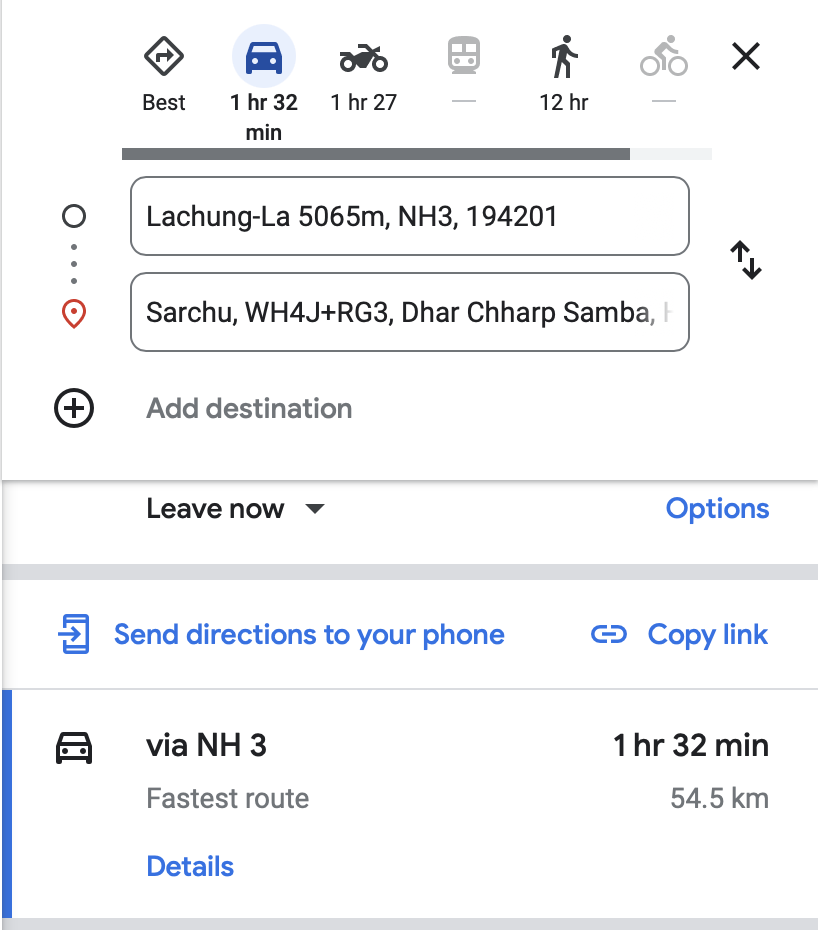 Best
1 hr 32
min
1 hr 27
—
12 hr
—
Lachung-La 5065m, NH3, 194201
Sarchu, WH4J+RG3, Dhar Chharp Samba,
Add destination
Leave now
Options
Send directions to your phone
Copy link
via NH 3
1 hr 32 min
Fastest route
54.5 km
Details